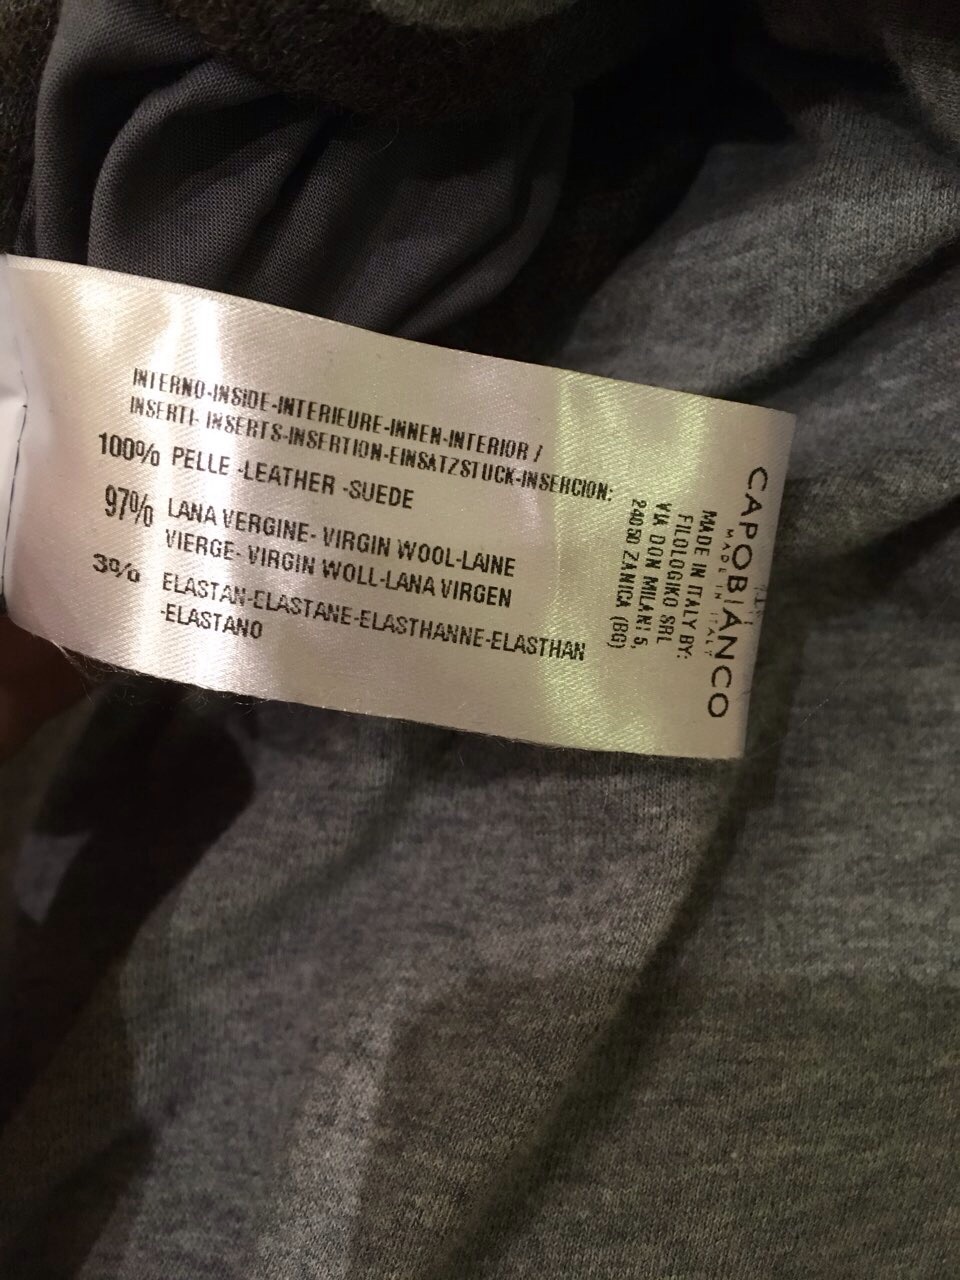 INTERNO-INSIDE-INTERIEURE-INNEN-INTERIOR /
INSERTI- INSERTS-INSERTION-EINSATZSTUCK-INSERCION:
100% PELLE -LEATHER -SUEDE
97% LANA VERGINE- VIRGIN WOOL-LAINE
VIERGE- VIRGIN WOLL-LANA VIRGEN
3% ELASTAN-ELASTANE-ELASTHANNE-ELASTHAN
-ELASTANO
CAPOBIANCO
MADE IN ITALY
MADE IN ITALY BY:
FILOLOGIKO SRL
VIA DON MILANI 5,
24050 ZANICA (BG)